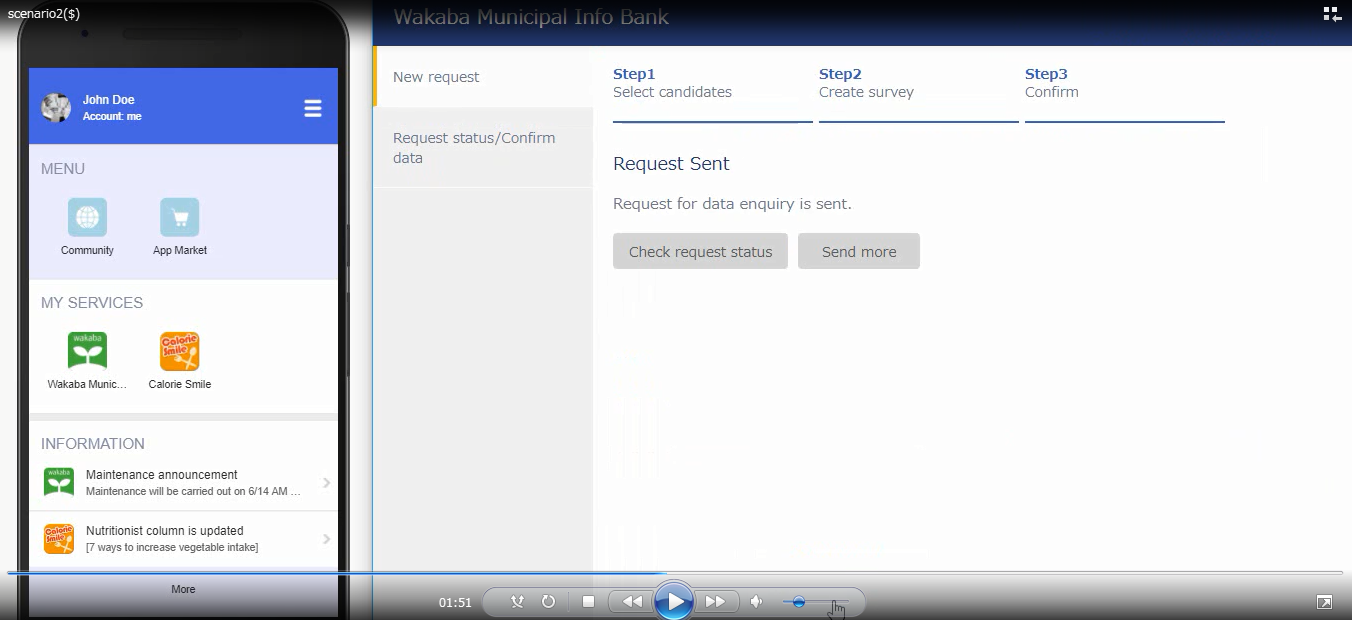 scenario2($)
John Doe
Account: me
MENU
Community
App Market
MY SERVICES
wakaba
Calorie
Smile
Wakaba Munic...
Calorie Smile
INFORMATION
wakaba
Calorie
Smile
Maintenance announcement
Maintenance will be carried out on 6/14 AM ...
Nutritionist column is updated
[7 ways to increase vegetable intake]
More
Wakaba Municipal Info Bank
New request
Request status/Confirm
data
Step1
Select candidates
Step2
Create survey
Step3
Confirm
Request Sent
Request for data enquiry is sent.
Check request status
Send more
01:51